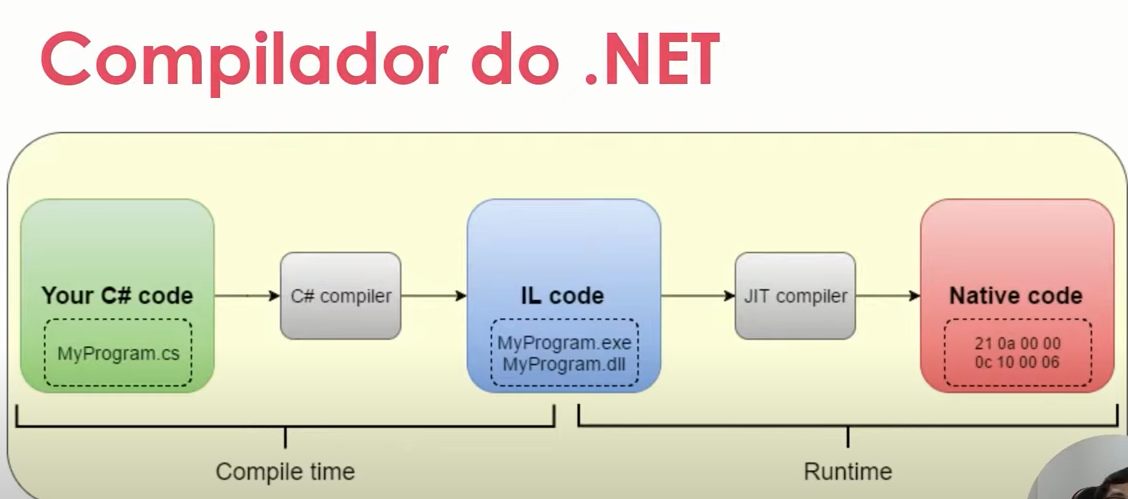 Compilador do .NET
Your C# code
MyProgram.cs
C# compiler
IL code
MyProgram.exe
MyProgram.dll
JIT compiler
Native code
21 0a 00 00
0c 10 00 06
Compile time
Runtime